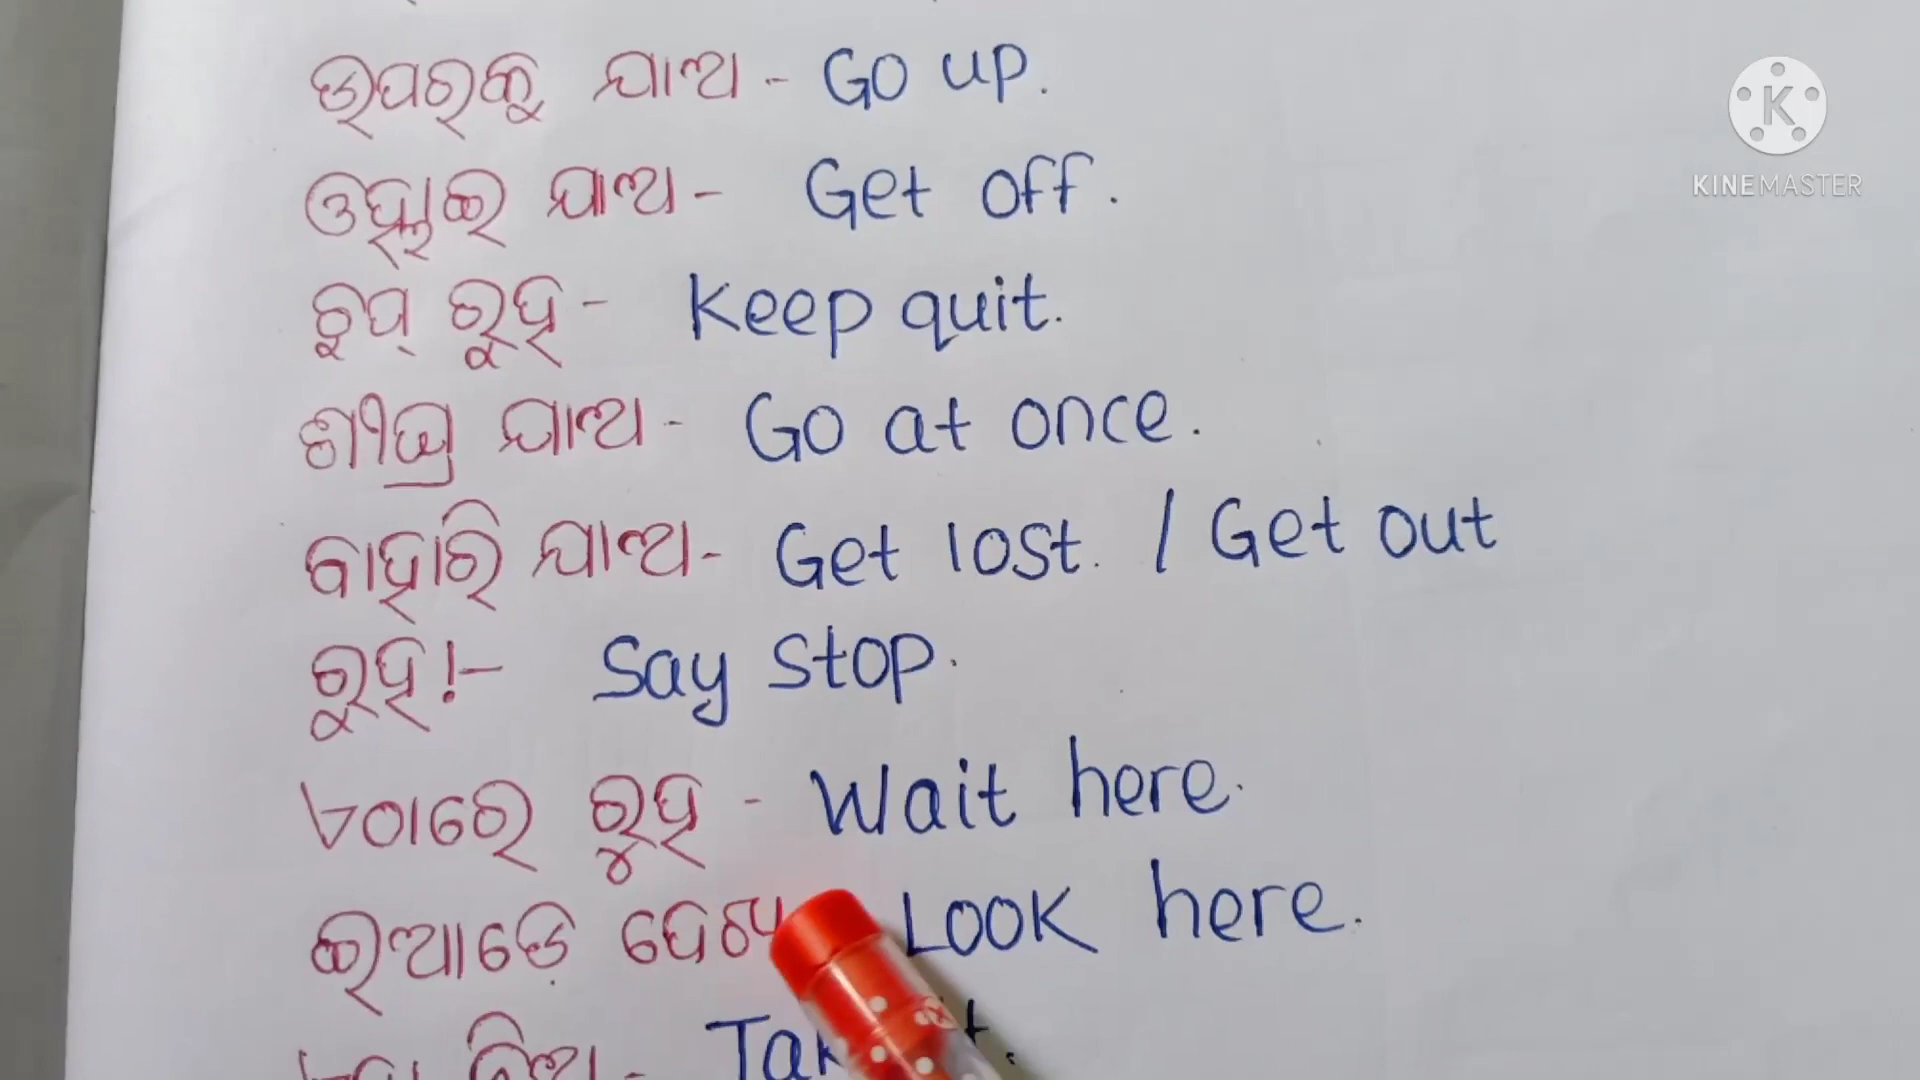 ଉପରକୁ ଯାଅ - Go up.
ଓହ୍ଲାଇ ଯାଅ - Get off.
ଚୁପ୍ ରୁହ - Keep quit.
ଶୀଘ୍ର ଯାଅ - Go at once.
ବାହାରି ଯାଅ - Get lost. / Get out
ରୁହ! - Say stop.
ଏଠାରେ ରୁହ - Wait here.
ଇଆଡ଼େ ଦେଖ Look here.
K
KINEMASTER